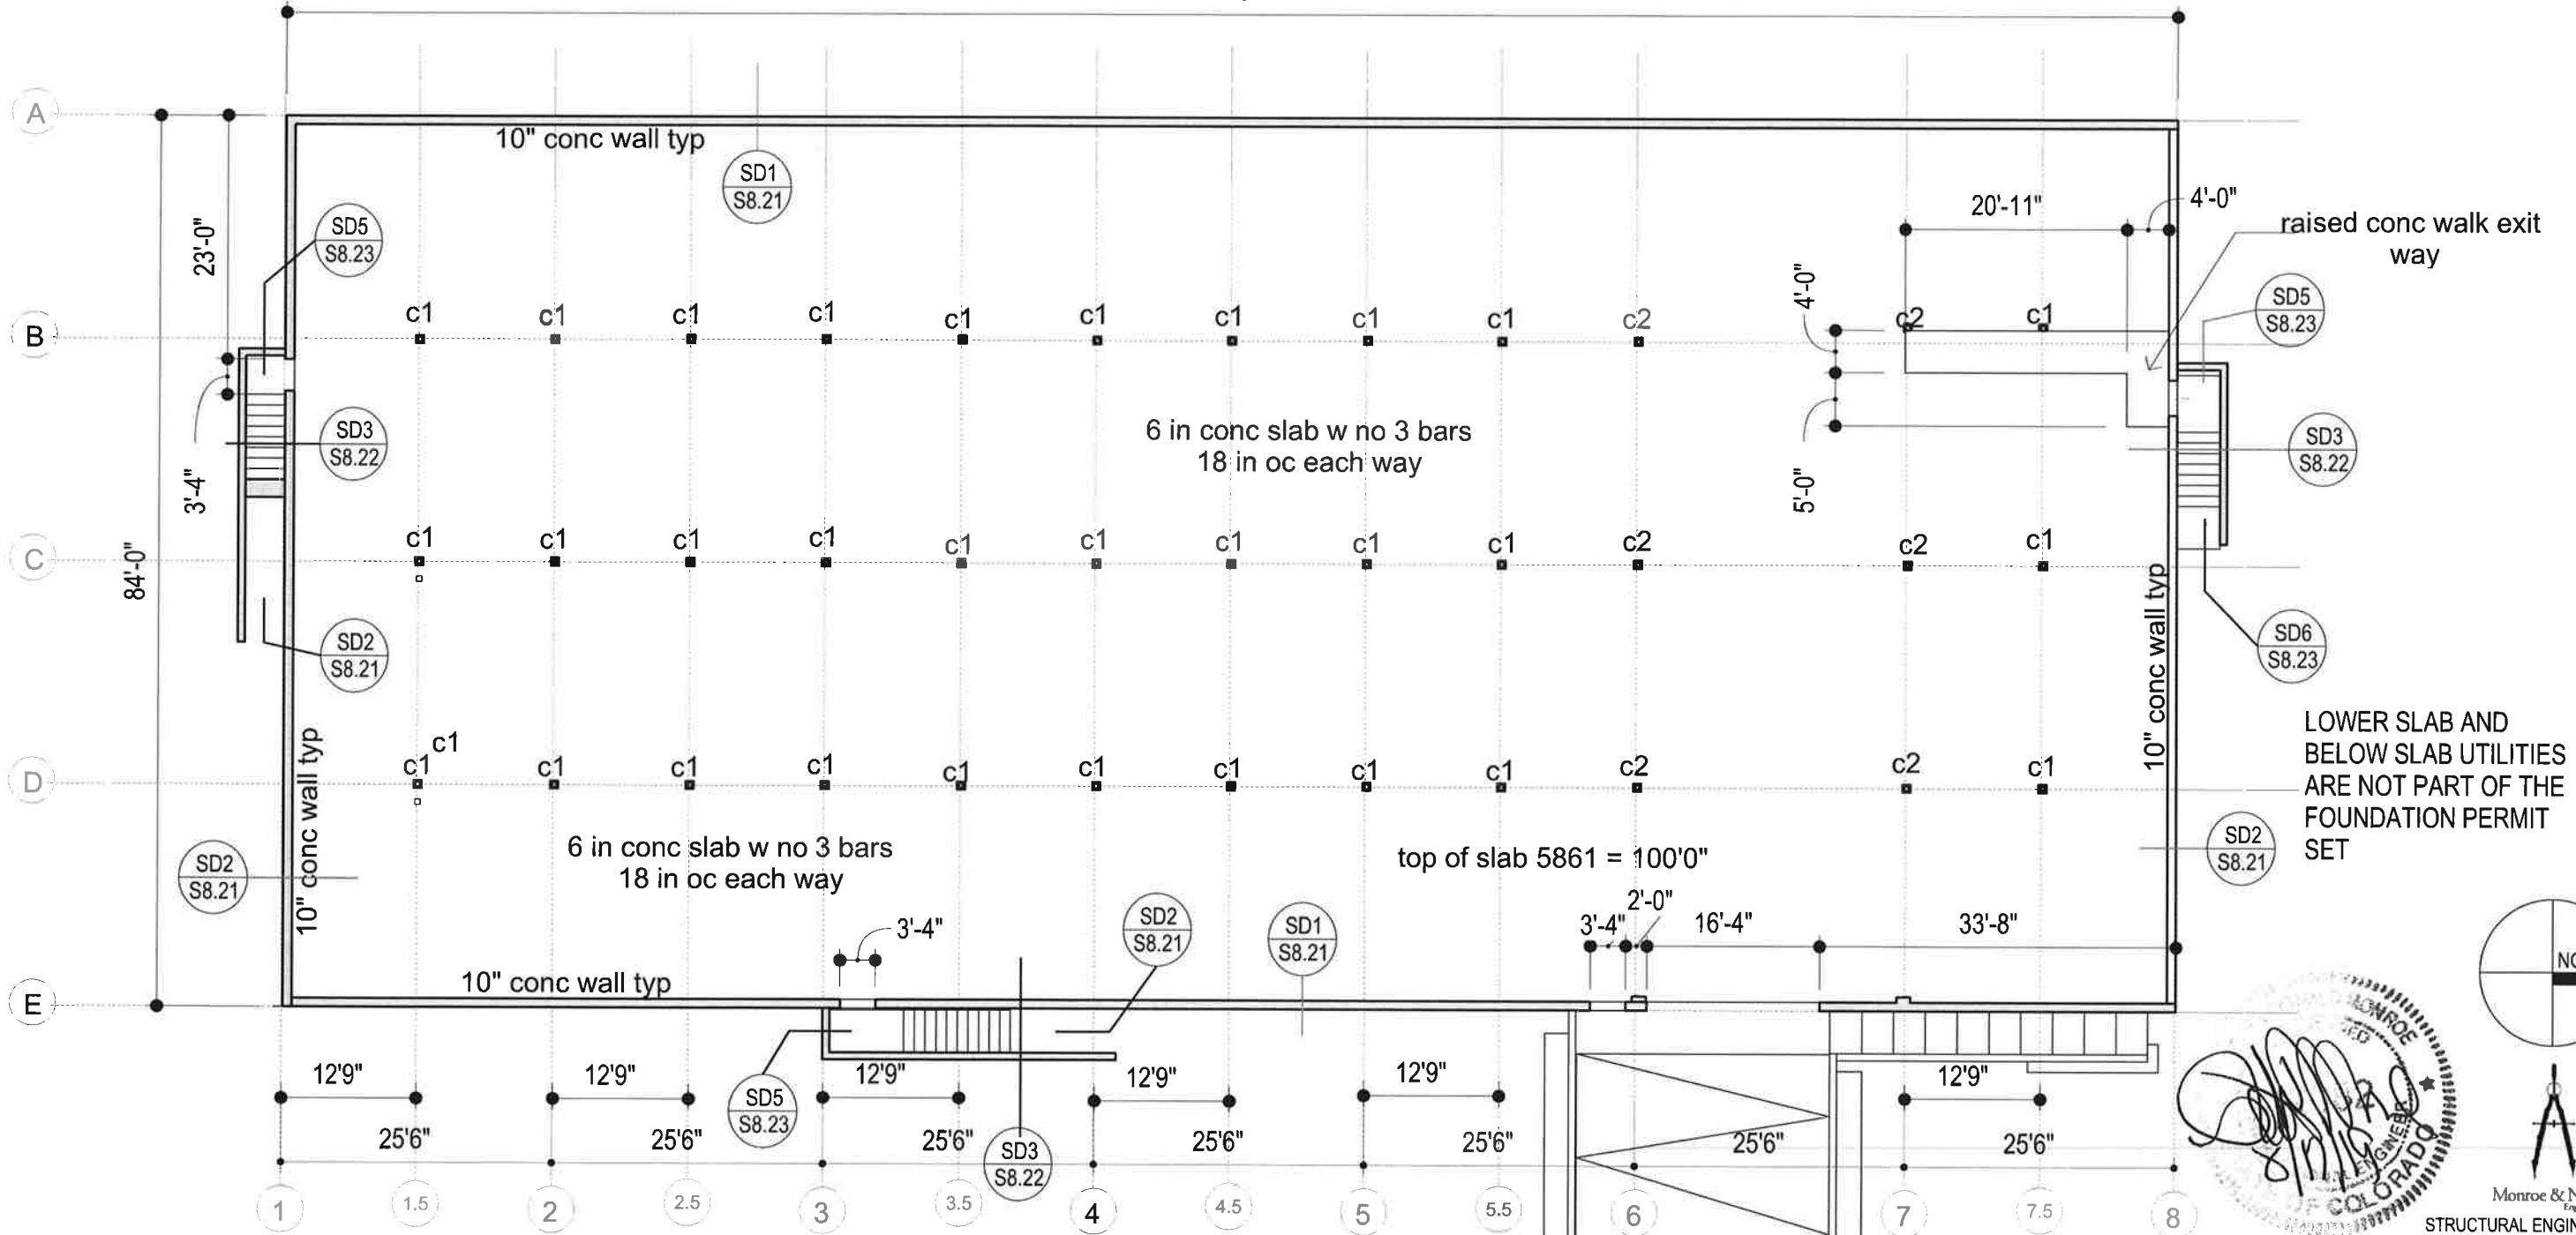 A
10" conc wall typ
SD1
S8.21
20'-11"
4'-0"
raised conc walk exit
way
23'-0"
SD5
S8.23
4'-0"
SD5
S8.23
B
c1
c1
c1
c1
c1
c1
c1
c1
c1
c2
c2
c1
6 in conc slab w no 3 bars
18 in oc each way
SD3
S8.22
3'-4"
5'-0"
SD3
S8.22
C
84'-0"
c1
c1
c1
c1
c1
c1
c1
c1
c1
c2
c2
c1
10" conc wall typ
SD2
S8.21
SD6
S8.23
LOWER SLAB AND
BELOW SLAB UTILITIES
ARE NOT PART OF THE
FOUNDATION PERMIT
SET
D
c1
c1
c1
c1
c1
c1
c1
c1
c1
c1
c2
c2
c1
10" conc wall typ
6 in conc slab w no 3 bars
18 in oc each way
top of slab 5861 = 100'0"
SD2
S8.21
SD2
S8.21
3'-4"
SD2
S8.21
SD1
S8.21
3'-4"
2'-0"
16'-4"
33'-8"
E
10" conc wall typ
12'9"
12'9"
12'9"
12'9"
12'9"
12'9"
SD5
S8.23
25'6"
25'6"
25'6"
25'6"
25'6"
25'6"
25'6"
SD3
S8.22
1
1.5
2
2.5
3
3.5
4
4.5
5
5.5
6
7
7.5
8
MONROE
ENGINEER
OF COLORADO
Monroe & N
STRUCTURAL ENGIN